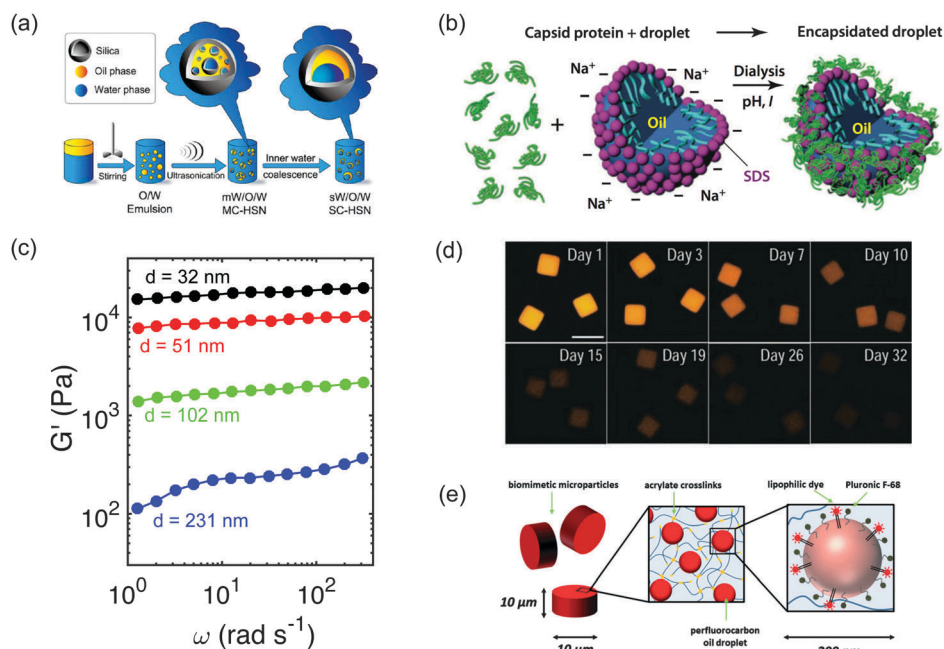 (a)
Silica
Oil phase
Water phase
Stirring
Ultrasonication
Inner water
coalescence
O/W
Emulsion
mW/O/W
MC-HSN
sW/O/W
SC-HSN
(b)
Capsid protein + droplet
Encapsidated droplet
Na⁺
Na⁺
Na⁺
Na⁺
Dialysis
pH, I
+
Oil
Oil
SDS
(c)
d = 32 nm
d = 51 nm
d = 102 nm
d = 231 nm
G' (Pa)
10⁴
10³
10²
10⁰
10¹
10²
ω (rad s⁻¹)
(d)
Day 1
Day 3
Day 7
Day 10
Day 15
Day 19
Day 26
Day 32
(e)
biomimetic microparticles
acrylate crosslinks
lipophilic dye
Pluronic F-68
10 µm
10 µm
perfluorocarbon
oil droplet